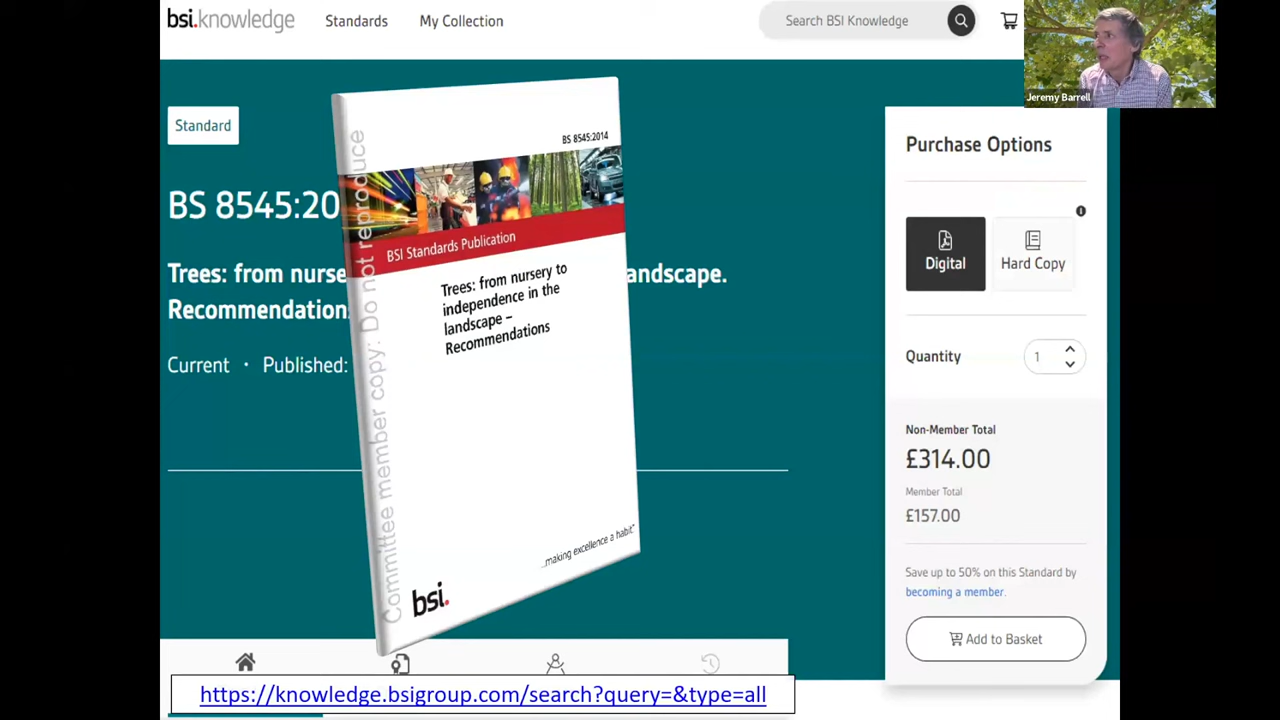 bsi.knowledge
Standards
My Collection
Search BSI Knowledge
Jeremy Barrell
Standard
BS 8545:20
Trees: from nurse
andscape.
Recommendations
Current · Published:
Committee member copy: Do not reproduce
BS 8545:2014
BSI Standards Publication
Trees: from nursery to
independence in the
landscape –
Recommendations
...making excellence a habit.™
bsi.
Purchase Options
Digital
Hard Copy
Quantity
1
Non-Member Total
£314.00
Member Total
£157.00
Save up to 50% on this Standard by
becoming a member.
Add to Basket
https://knowledge.bsigroup.com/search?query=&type=all